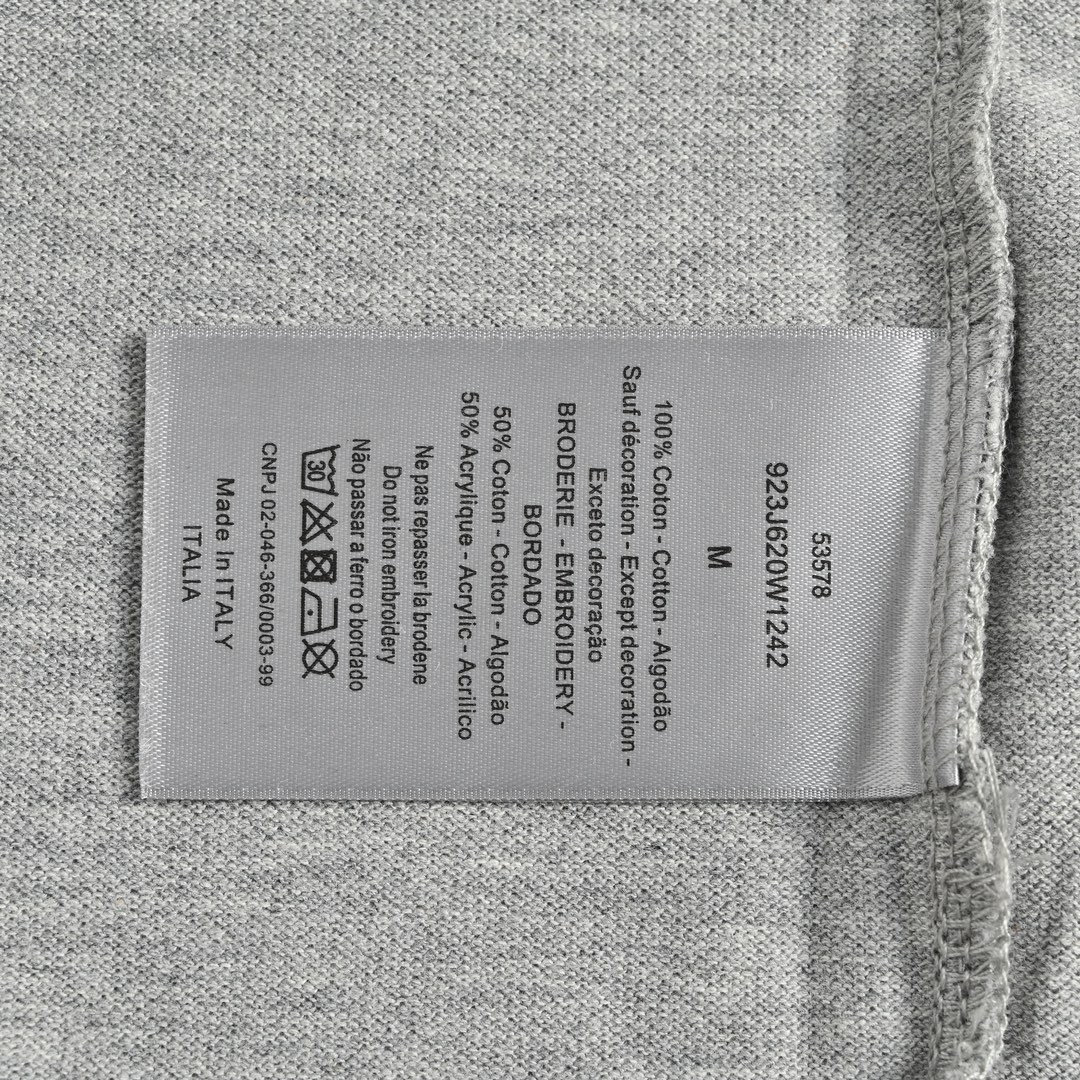 53578
923J620W1242
M
100% Coton - Cotton - Algodão
Sauf décoration - Except decoration -
Exceto decoração
BRODERIE - EMBROIDERY -
BORDADO
50% Coton - Cotton - Algodão
50% Acrylique - Acrylic - Acrilico
Ne pas repasser la brodene
Do not iron embroidery
Não passar a ferro o bordado
30
CNPJ 02-046-366/0003-99
Made In ITALY
ITALIA